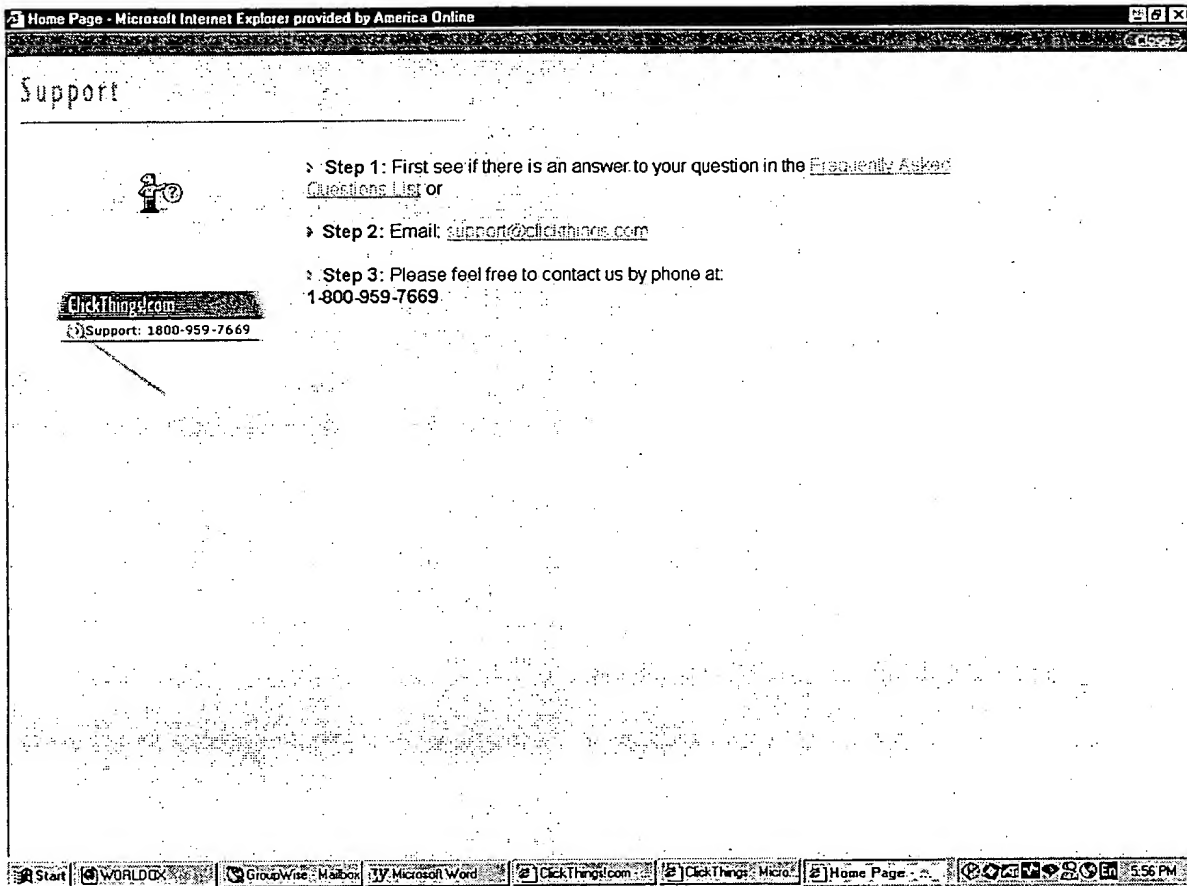 Home Page - Microsoft Internet Explorer provided by America Online
close
Support
Step 1: First see if there is an answer to your question in the Frequently Asked
Questions List or
Step 2: Email: support@clickthings.com
Step 3: Please feel free to contact us by phone at:
1-800-959-7669
ClickThings!com
Support: 1800-959-7669
Start WORLDOX GroupWise - Mailbox Microsoft Word ClickThings!com - ClickThings - Micro... Home Page - 5:56 PM